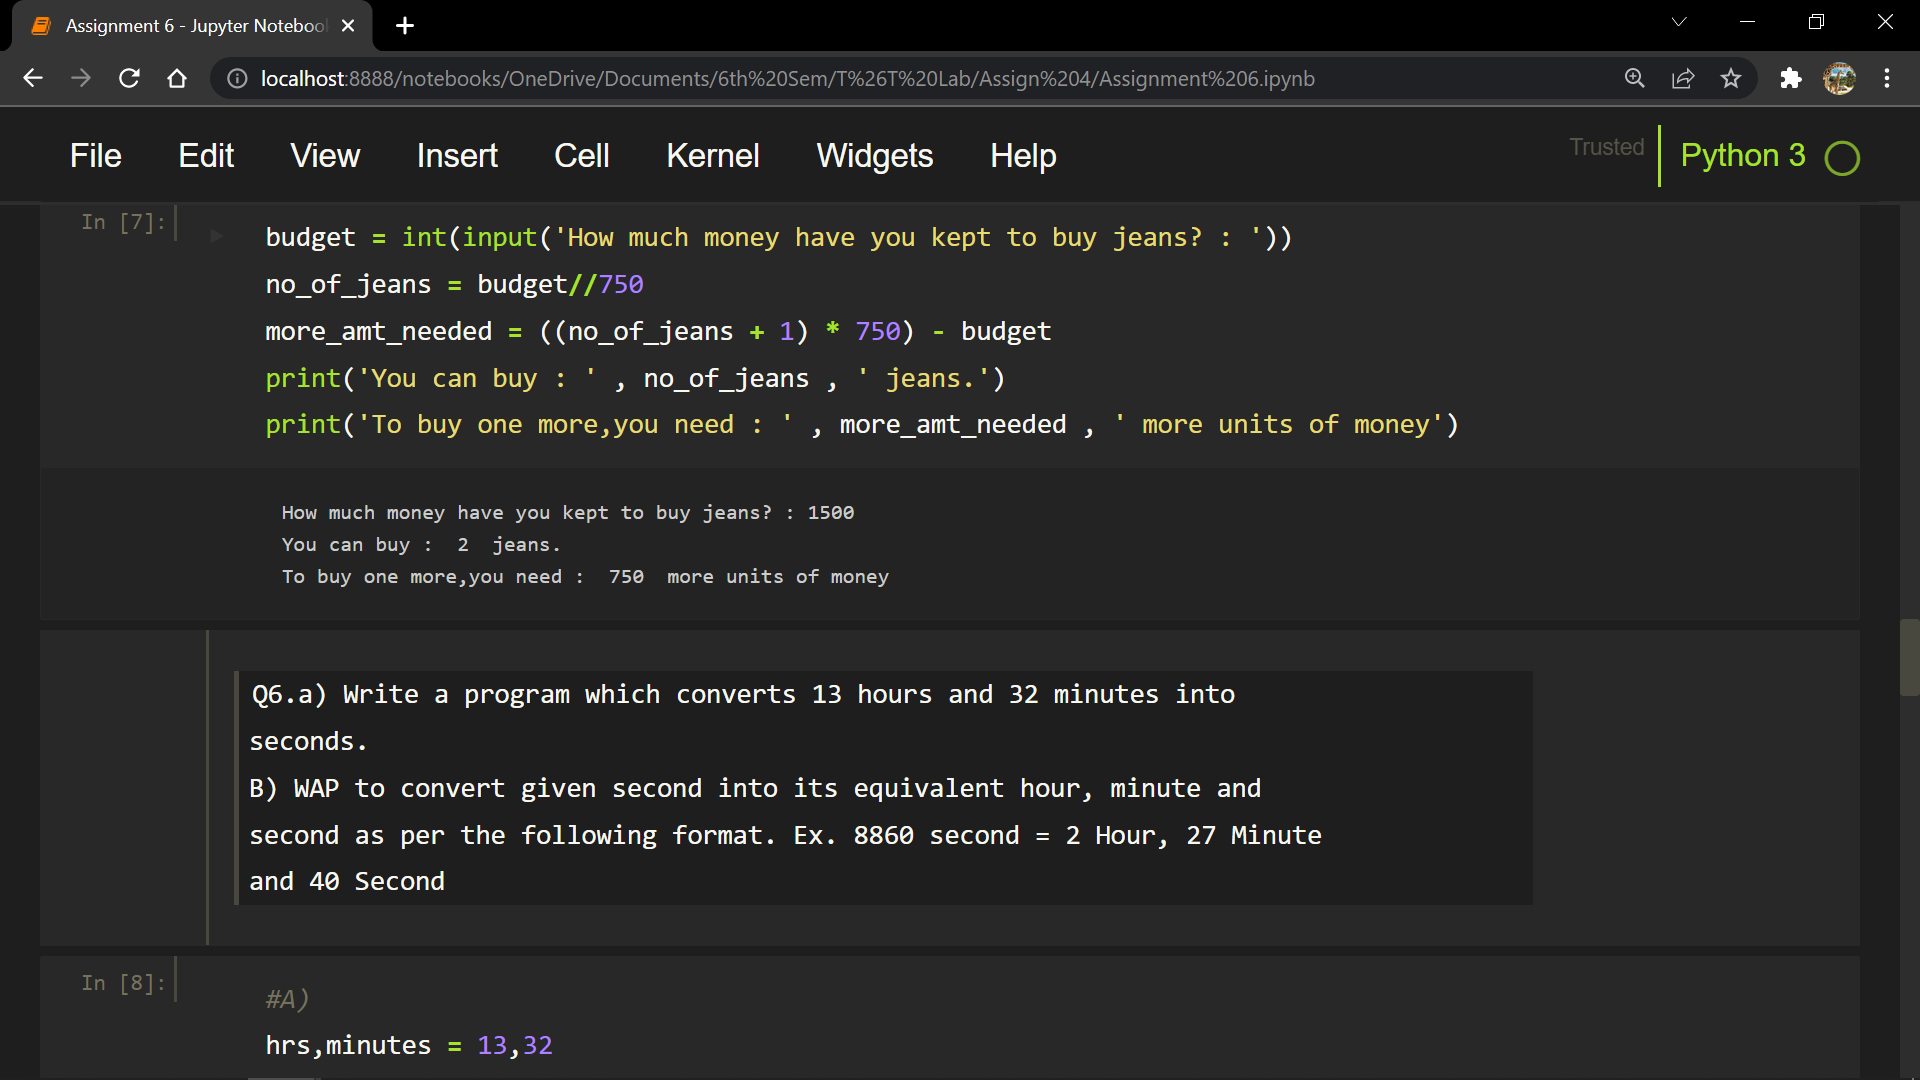 Assignment 6 - Jupyter Noteboo
localhost:8888/notebooks/OneDrive/Documents/6th%20Sem/T%26T%20Lab/Assign%204/Assignment%206.ipynb
File Edit View Insert Cell Kernel Widgets Help Trusted Python 3
In [7]:
budget = int(input('How much money have you kept to buy jeans? : '))
no_of_jeans = budget//750
more_amt_needed = ((no_of_jeans + 1) * 750) - budget
print('You can buy : ' , no_of_jeans , ' jeans.')
print('To buy one more,you need : ' , more_amt_needed , ' more units of money')
How much money have you kept to buy jeans? : 1500
You can buy :  2  jeans.
To buy one more,you need :  750  more units of money
Q6.a) Write a program which converts 13 hours and 32 minutes into
seconds.
B) WAP to convert given second into its equivalent hour, minute and
second as per the following format. Ex. 8860 second = 2 Hour, 27 Minute
and 40 Second
In [8]:
#A)
hrs,minutes = 13,32